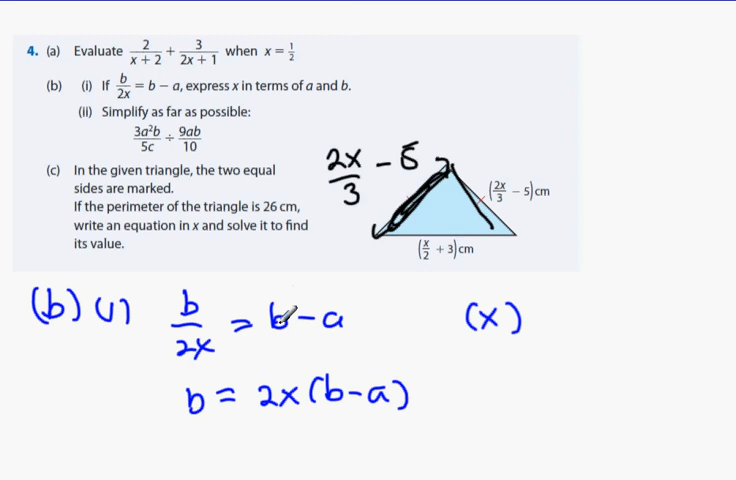 4. (a) Evaluate 2/(x + 2) + 3/(2x + 1) when x = 1/2
(b) (i) If b/2x = b − a, express x in terms of a and b.
(ii) Simplify as far as possible:
3a²b/5c ÷ 9ab/10
(c) In the given triangle, the two equal
sides are marked.
If the perimeter of the triangle is 26 cm,
write an equation in x and solve it to find
its value.
2x/3 − 5
(2x/3 − 5)cm
(x/2 + 3)cm
(b) (i) b/2x = b − a (x)
b = 2x(b − a)